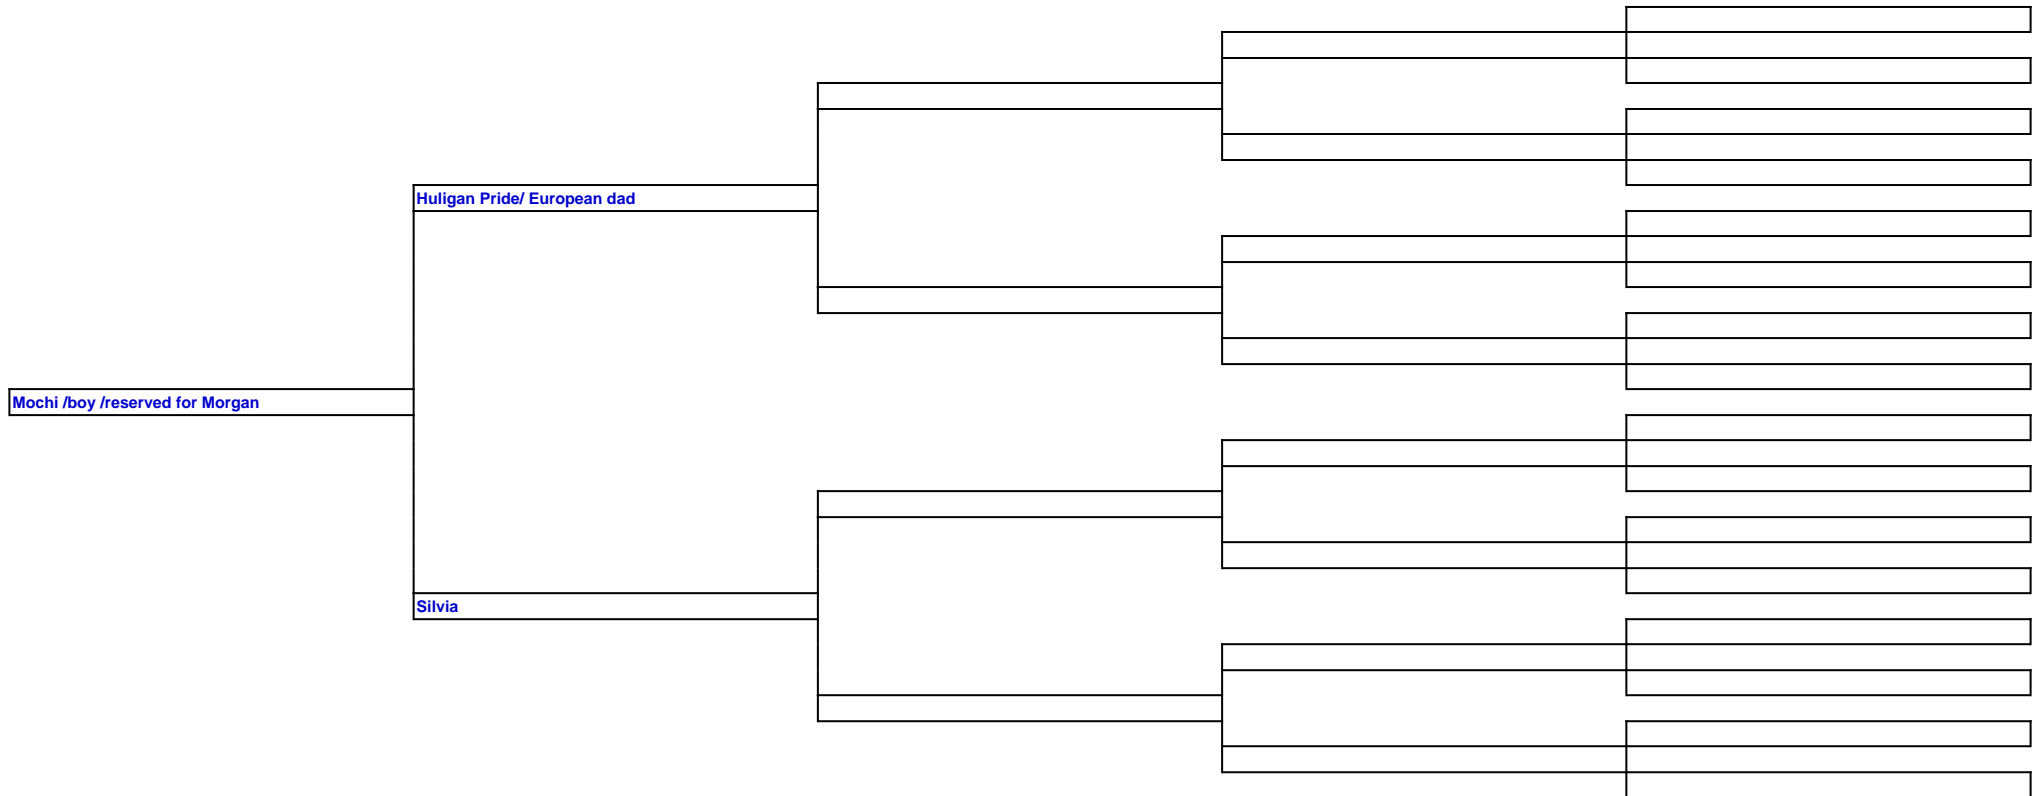 Huligan Pride/ European dad
Mochi /boy /reserved for Morgan
Silvia